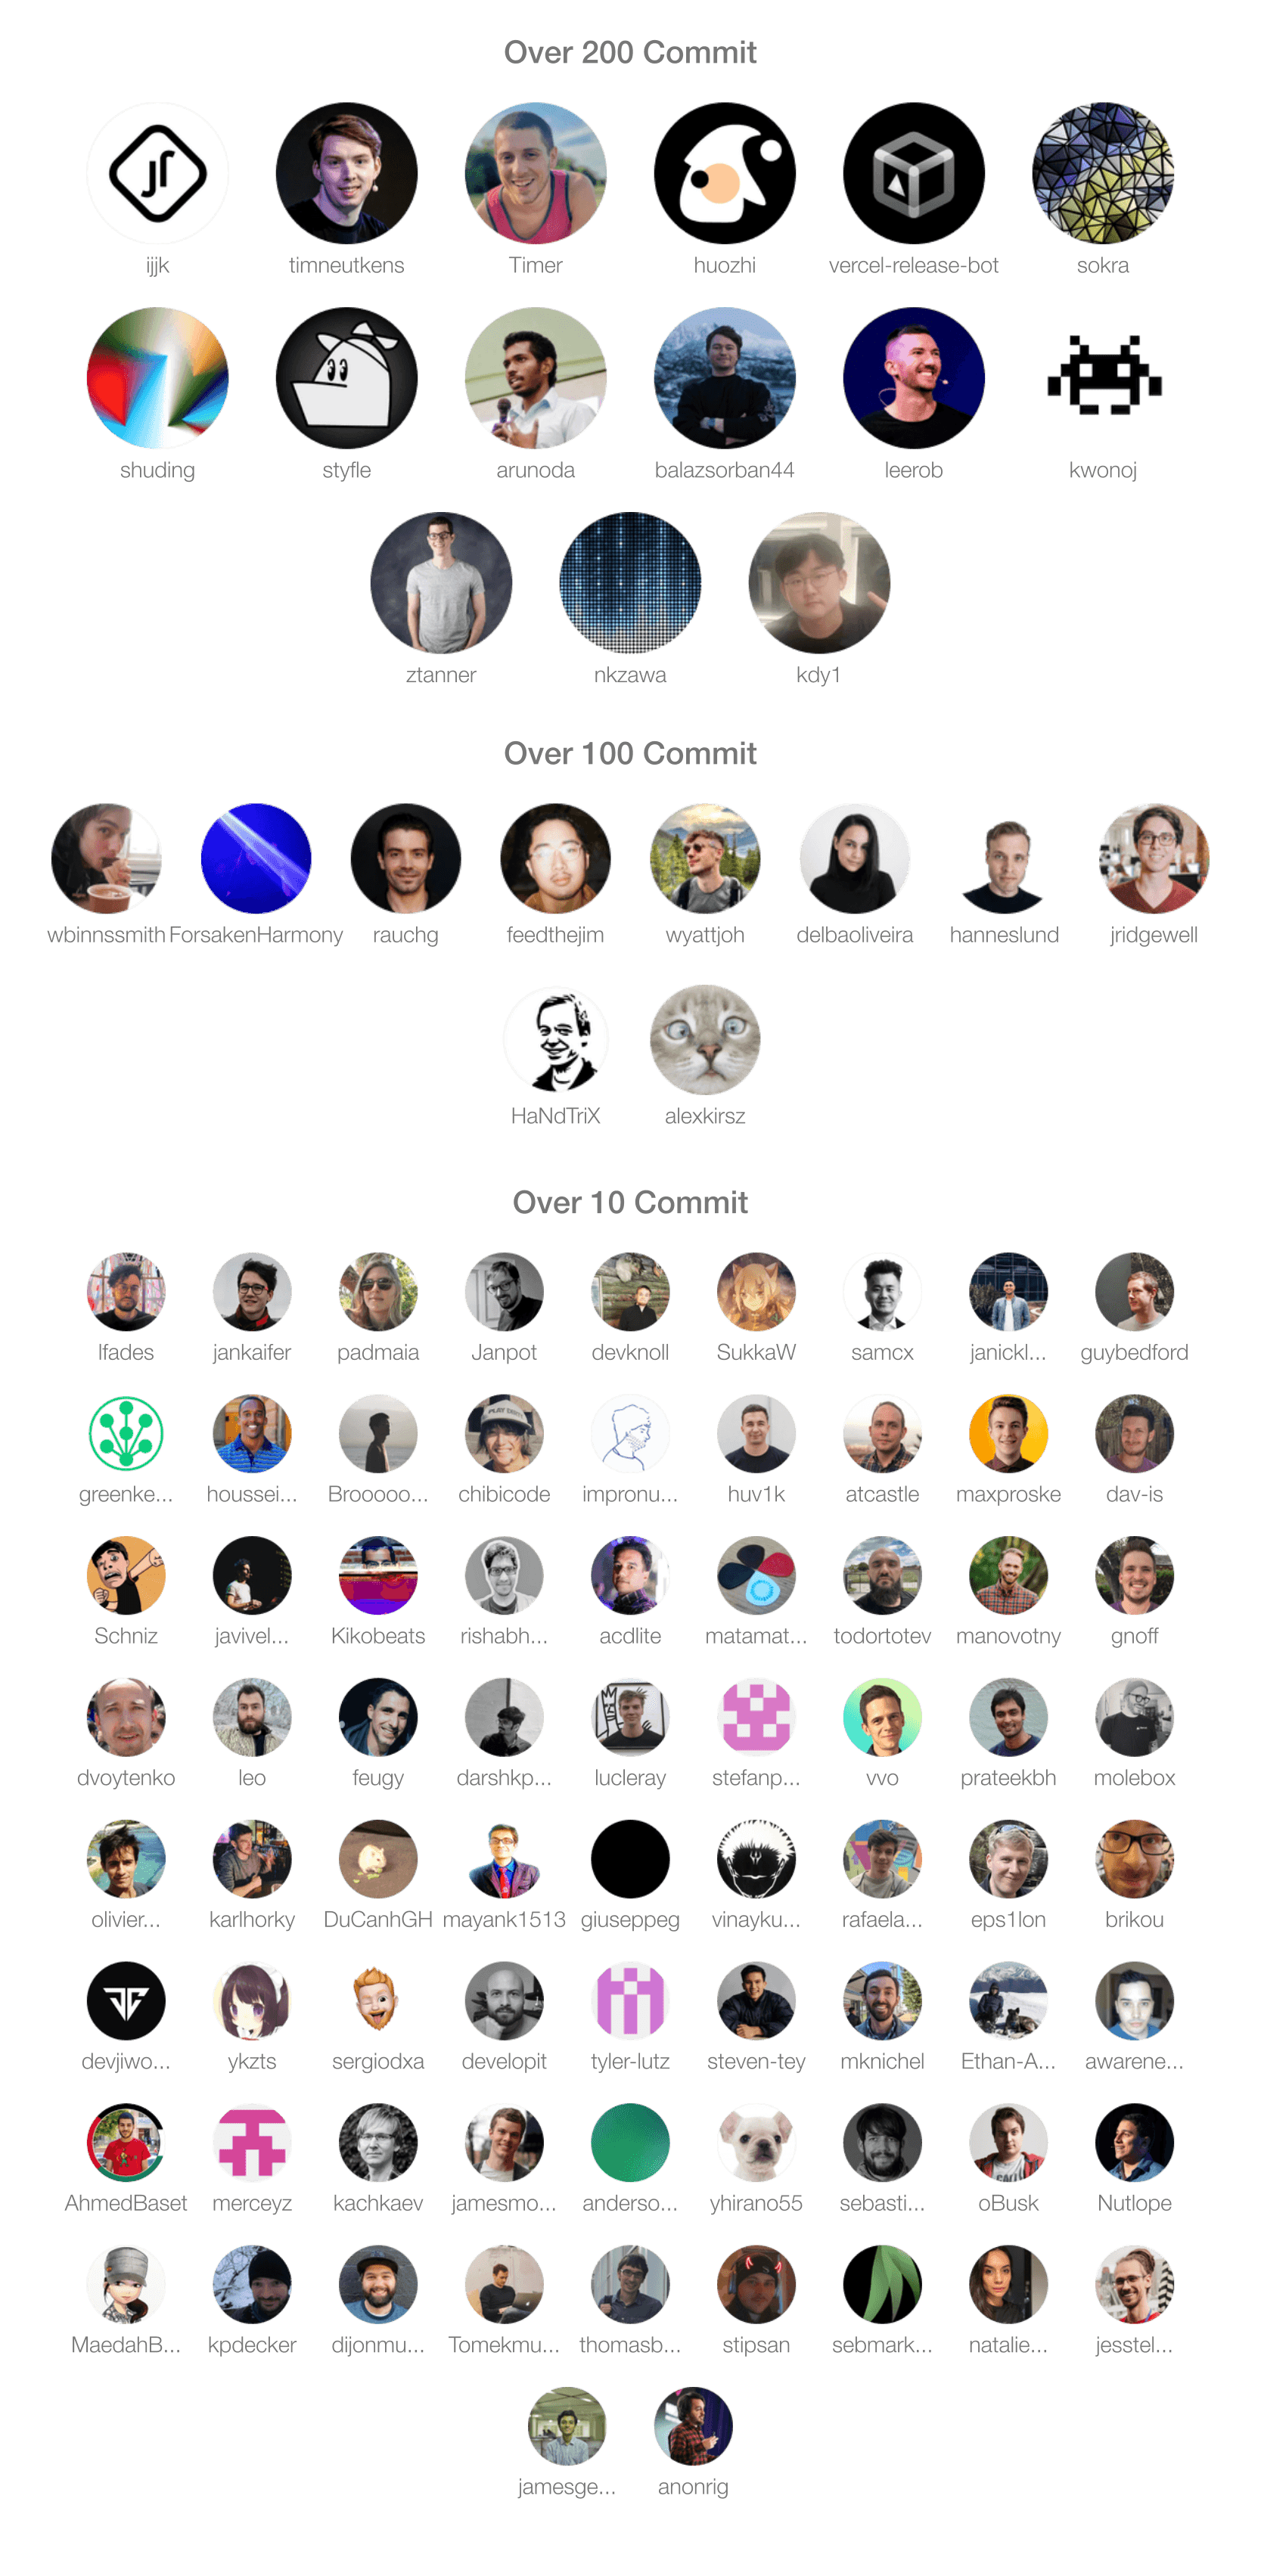 Over 200 Commit
ijjk timneutkens Timer huozhi vercel-release-bot sokra
shuding styfle arunoda balazsorban44 leerob kwonoj
ztanner nkzawa kdy1
Over 100 Commit
wbinnssmith ForsakenHarmony rauchg feedthejim wyattjoh delbaoliveira hanneslund jridgewell
HaNdTriX alexkirsz
Over 10 Commit
lfades jankaifer padmaia Janpot devknoll SukkaW samcx janickl... guybedford
greenke... houssei... Brooooo... chibicode impronu... huv1k atcastle maxproske dav-is
Schniz javivel... Kikobeats rishabh... acdlite matamat... todortotev manovotny gnoff
dvoytenko leo feugy darshkp... lucleray stefanp... vvo prateekbh molebox
olivier... karlhorky DuCanhGH mayank1513 giuseppeg vinayku... rafaela... eps1lon brikou
devjiwo... ykzts sergiodxa developit tyler-lutz steven-tey mknichel Ethan-A... awarene...
AhmedBaset merceyz kachkaev jamesmo... anderso... yhirano55 sebasti... oBusk Nutlope
MaedahB... kpdecker dijonmu... Tomekmu... thomasb... stipsan sebmark... natalie... jesstel...
jamesge... anonrig